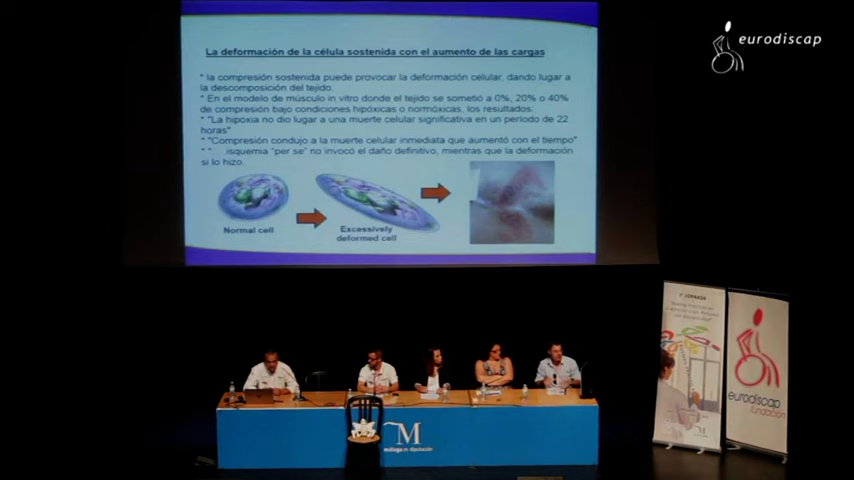 eurodiscap
La deformación de la célula sostenida con el aumento de las cargas
* la compresión sostenida puede provocar la deformación celular, dando lugar a
la descomposición del tejido.
* En el modelo de músculo in vitro donde el tejido se sometió a 0%, 20% o 40%
de compresión bajo condiciones hipóxicas o normóxicas, los resultados:
* "La hipoxia no dio lugar a una muerte celular significativa en un período de 22
horas"
* "Compresión condujo a la muerte celular inmediata que aumentó con el tiempo"
* " isquemia "per se" no invocó el daño definitivo, mientras que la deformación
si lo hizo.
Normal cell
Excessively
deformed cell
JORNADA
eurodiscap
fundación
M
málaga.es diputación
M